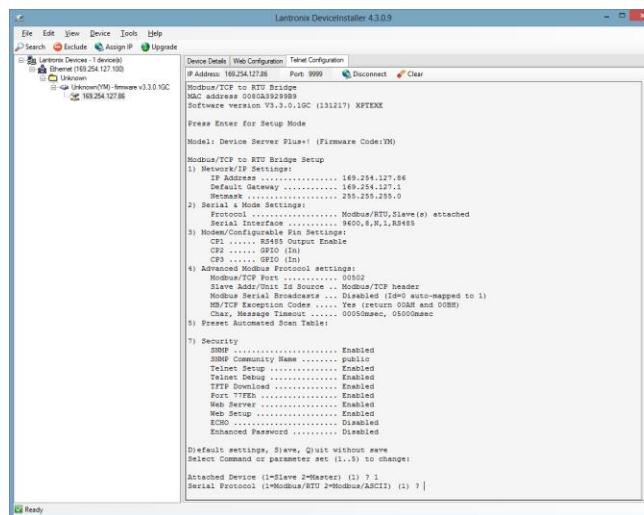 Lantronix DeviceInstaller 4.3.0.9
File Edit View Device Tools Help
Search Exclude Assign IP Upgrade
Lantronix Devices - 1 device(s)
Ethernet (169.254.127.100)
Unknown
Unknown(YM) - firmware v3.3.0.1GC
169.254.127.86
Device Details Web Configuration Telnet Configuration
IP Address: 169.254.127.86 Port: 9999 Disconnect Clear
Modbus/TCP to RTU Bridge
MAC address 0080A39299B9
Software version V3.3.0.1GC (131217) XPTEXE
Press Enter for Setup Mode
Model: Device Server Plus+! (Firmware Code:YM)
Modbus/TCP to RTU Bridge Setup
1) Network/IP Settings:
IP Address ................ 169.254.127.86
Default Gateway ........... 169.254.127.1
Netmask ................... 255.255.255.0
2) Serial & Mode Settings:
Protocol .................. Modbus/RTU,Slave(s) attached
Serial Interface .......... 9600,8,N,1,RS485
3) Modem/Configurable Pin Settings:
CP1 ...... RS485 Output Enable
CP2 ...... GPIO (In)
CP3 ...... GPIO (In)
4) Advanced Modbus Protocol settings:
Modbus/TCP Port ........... 00502
Slave Addr/Unit Id Source .. Modbus/TCP header
Modbus Serial Broadcasts ... Disabled (Id=0 auto-mapped to 1)
MB/TCP Exception Codes ..... Yes (return 00AH and 00BH)
Char, Message Timeout ...... 00050msec, 05000msec
5) Preset Automated Scan Table:
7) Security
SNMP ...................... Enabled
SNMP Community Name ........ public
Telnet Setup .............. Enabled
Telnet Debug .............. Enabled
TFTP Download ............. Enabled
Port 77FEh ................ Enabled
Web Server ................ Enabled
Web Setup ................. Enabled
ECHO ...................... Disabled
Enhanced Password ......... Disabled
D)efault settings, S)ave, Q)uit without save
Select Command or parameter set (1..5) to change:
Attached Device (1=Slave 2=Master) (1) ? 1
Serial Protocol (1=Modbus/RTU 2=Modbus/ASCII) (1) ?
Ready